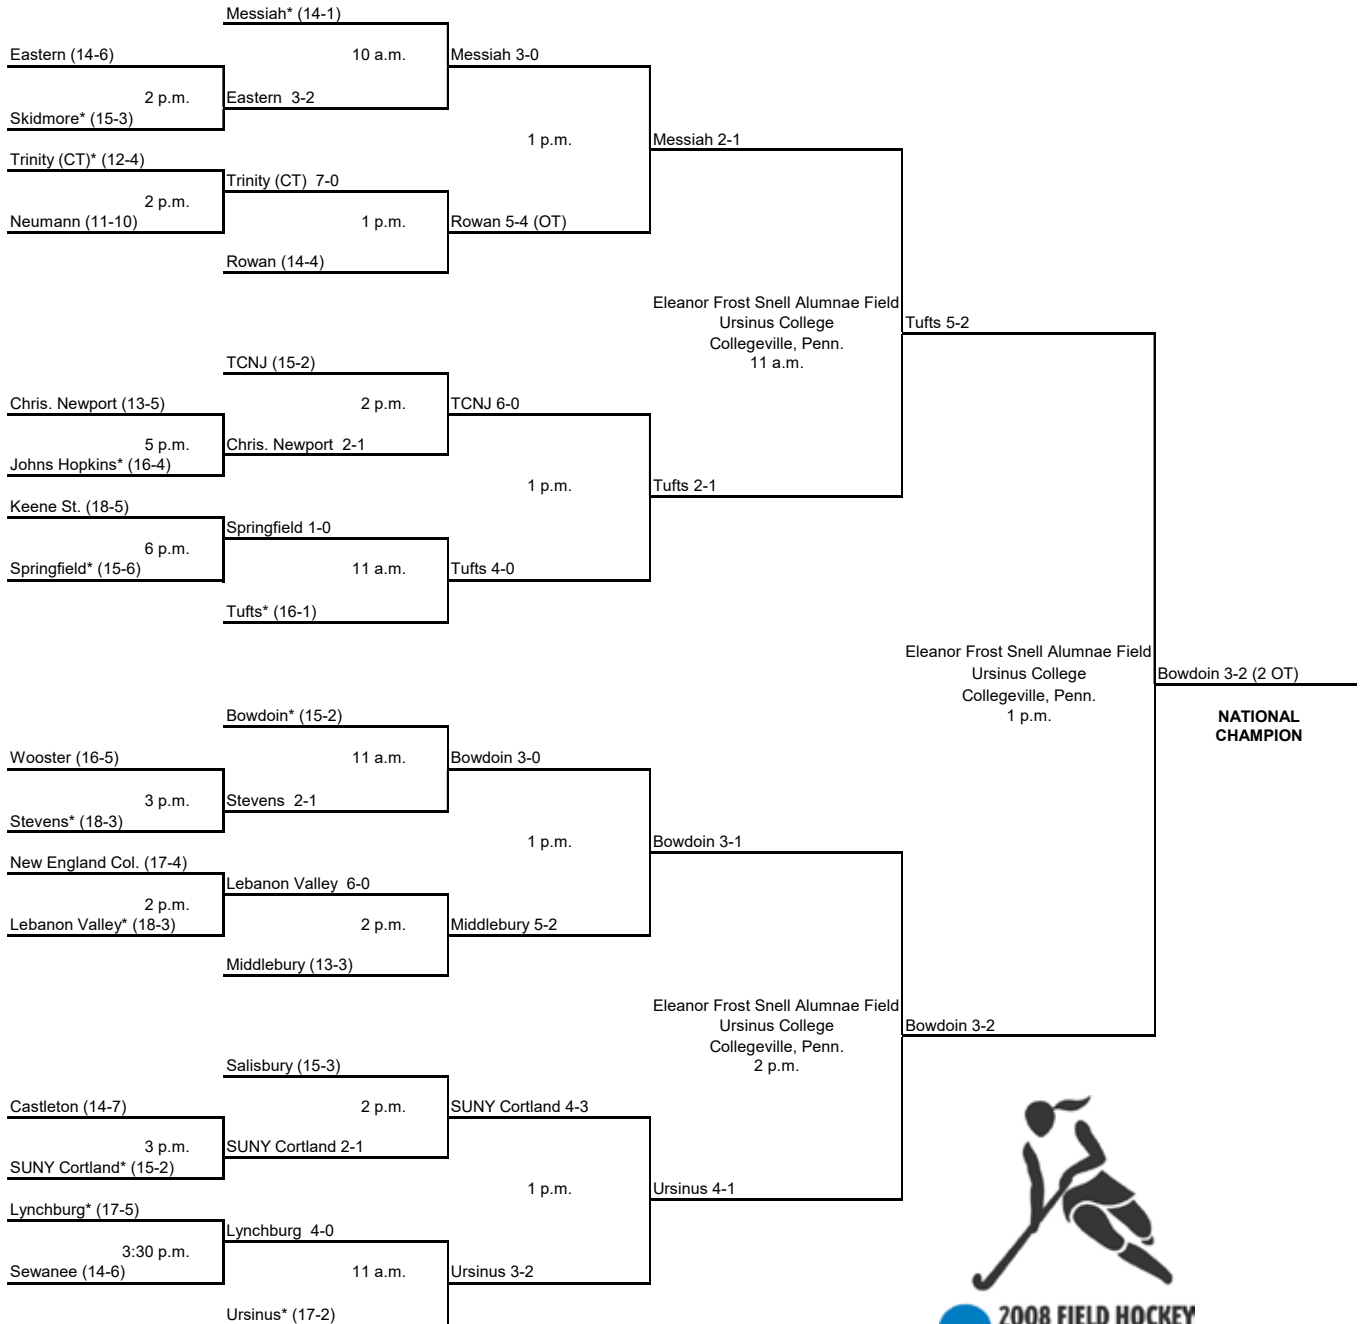 Messiah* (14-1)
Eastern (14-6)
10 a.m.
Messiah 3-0
2 p.m.
Eastern 3-2
Skidmore* (15-3)
1 p.m.
Messiah 2-1
Trinity (CT)* (12-4)
Trinity (CT) 7-0
2 p.m.
Neumann (11-10)
1 p.m.
Rowan 5-4 (OT)
Rowan (14-4)
Eleanor Frost Snell Alumnae Field
Ursinus College
Collegeville, Penn.
11 a.m.
Tufts 5-2
TCNJ (15-2)
Chris. Newport (13-5)
2 p.m.
TCNJ 6-0
5 p.m.
Chris. Newport 2-1
Johns Hopkins* (16-4)
1 p.m.
Tufts 2-1
Keene St. (18-5)
Springfield 1-0
6 p.m.
Springfield* (15-6)
11 a.m.
Tufts 4-0
Tufts* (16-1)
Eleanor Frost Snell Alumnae Field
Ursinus College
Collegeville, Penn.
1 p.m.
Bowdoin 3-2 (2 OT)
NATIONAL
CHAMPION
Bowdoin* (15-2)
Wooster (16-5)
11 a.m.
Bowdoin 3-0
3 p.m.
Stevens 2-1
Stevens* (18-3)
1 p.m.
Bowdoin 3-1
New England Col. (17-4)
Lebanon Valley 6-0
2 p.m.
Lebanon Valley* (18-3)
2 p.m.
Middlebury 5-2
Middlebury (13-3)
Eleanor Frost Snell Alumnae Field
Ursinus College
Collegeville, Penn.
2 p.m.
Bowdoin 3-2
Salisbury (15-3)
Castleton (14-7)
2 p.m.
SUNY Cortland 4-3
3 p.m.
SUNY Cortland 2-1
SUNY Cortland* (15-2)
1 p.m.
Ursinus 4-1
Lynchburg* (17-5)
Lynchburg 4-0
3:30 p.m.
Sewanee (14-6)
11 a.m.
Ursinus 3-2
Ursinus* (17-2)
2008 FIELD HOCKEY